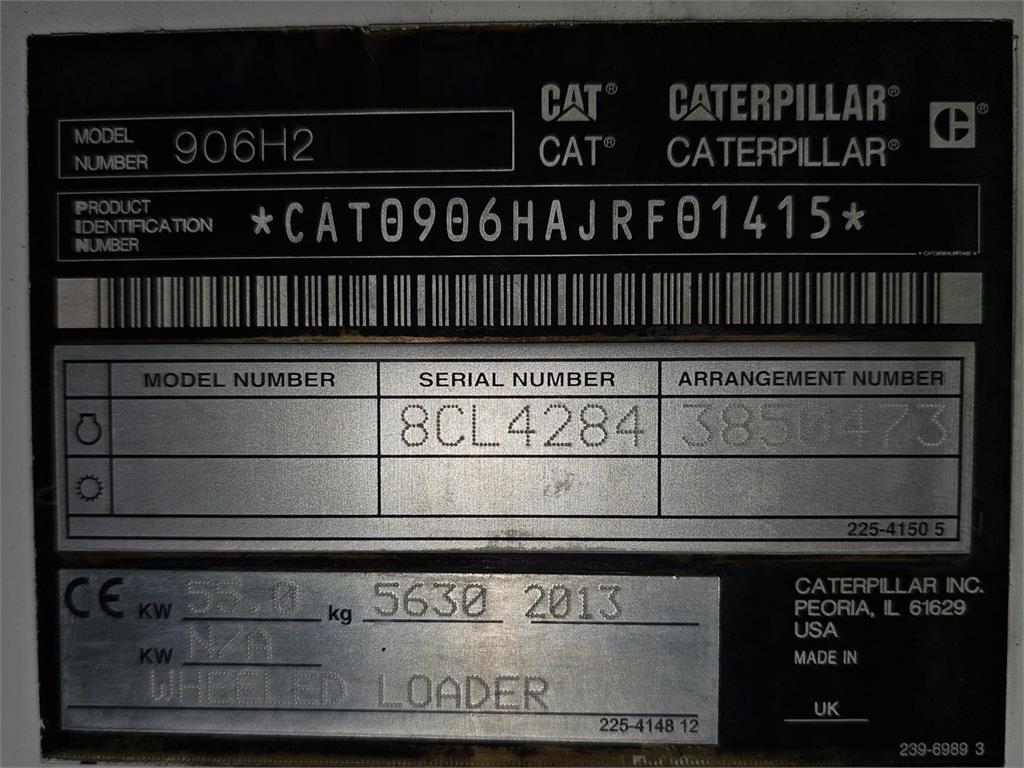 CAT® CATERPILLAR®
CAT® CATERPILLAR®
MODEL NUMBER 906H2
PRODUCT IDENTIFICATION NUMBER *CAT0906HAJRF01415*
MODEL NUMBER SERIAL NUMBER ARRANGEMENT NUMBER
8CL4284 3850473
225-4150 5
CE KW 55.0 kg 5630 2013
KW N/A
WHEELED LOADER
225-4148 12
CATERPILLAR INC.
PEORIA, IL 61629
USA
MADE IN
UK
239-6989 3